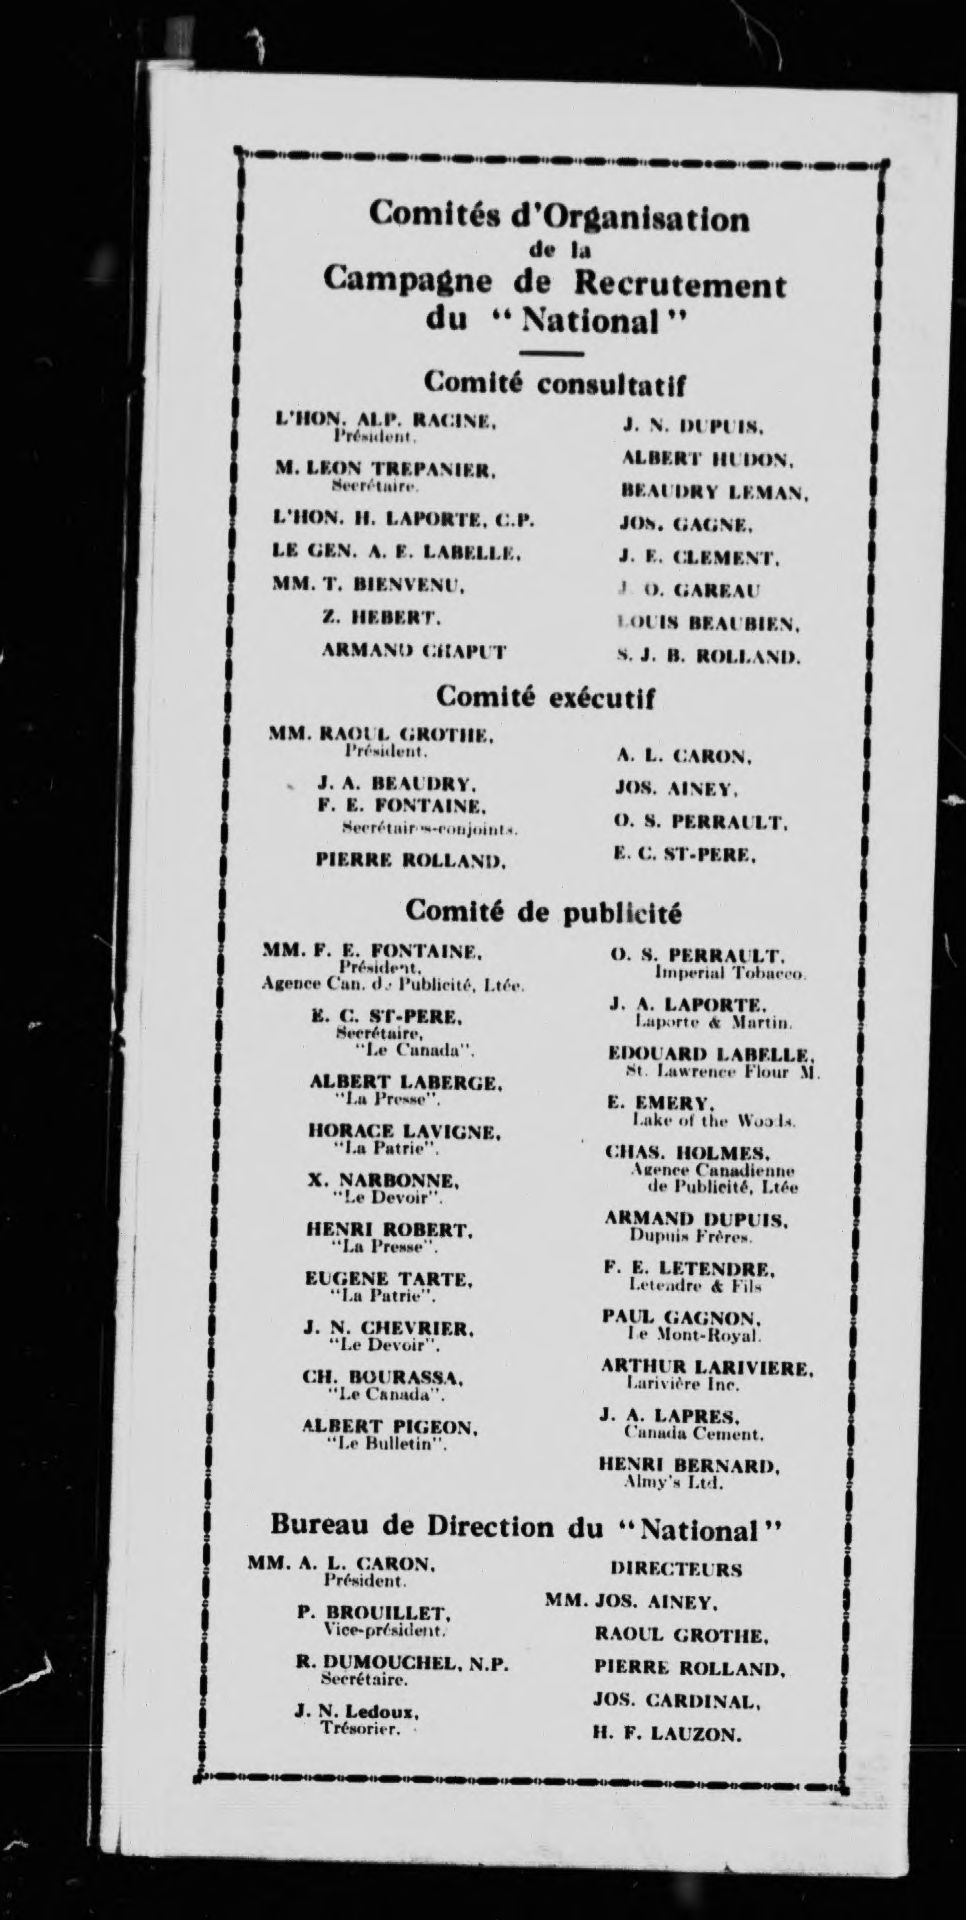 Comités d'Organisation
de la
Campagne de Recrutement
du "National"
Comité consultatif
L'HON. ALP. RACINE,
Président.
M. LEON TREPANIER,
Secrétaire.
L'HON. H. LAPORTE, C.P.
LE GEN. A. E. LABELLE,
MM. T. BIENVENU,
Z. HEBERT.
ARMAND CHAPUT
J. N. DUPUIS,
ALBERT HUDON,
BEAUDRY LEMAN,
JOS. GAGNE,
J. E. CLEMENT,
J. O. GAREAU
LOUIS BEAUBIEN,
S. J. B. ROLLAND.
Comité exécutif
MM. RAOUL GROTHE,
Président.
J. A. BEAUDRY,
F. E. FONTAINE,
Secrétaires-conjoints.
PIERRE ROLLAND,
A. L. CARON,
JOS. AINEY,
O. S. PERRAULT,
E. C. ST-PERE,
Comité de publicité
MM. F. E. FONTAINE,
Président,
Agence Can. de Publicité, Ltée.
E. C. ST-PERE,
Secrétaire,
"Le Canada".
ALBERT LABERGE,
"La Presse".
HORACE LAVIGNE,
"La Patrie".
X. NARBONNE,
"Le Devoir".
HENRI ROBERT,
"La Presse".
EUGENE TARTE,
"La Patrie".
J. N. CHEVRIER,
"Le Devoir".
CH. BOURASSA,
"Le Canada".
ALBERT PIGEON,
"Le Bulletin".
O. S. PERRAULT,
Imperial Tobacco.
J. A. LAPORTE,
Laporte & Martin.
EDOUARD LABELLE,
St. Lawrence Flour M.
E. EMERY,
Lake of the Woods.
CHAS. HOLMES,
Agence Canadienne
de Publicité, Ltée
ARMAND DUPUIS,
Dupuis Frères.
F. E. LETENDRE,
Letendre & Fils
PAUL GAGNON,
Le Mont-Royal.
ARTHUR LARIVIERE,
Larivière Inc.
J. A. LAPRES,
Canada Cement,
HENRI BERNARD,
Almy's Ltd.
Bureau de Direction du "National"
MM. A. L. CARON,
Président.
P. BROUILLET,
Vice-président.
R. DUMOUCHEL, N.P.
Secrétaire.
J. N. Ledoux,
Trésorier.
DIRECTEURS
MM. JOS. AINEY,
RAOUL GROTHE,
PIERRE ROLLAND,
JOS. CARDINAL,
H. F. LAUZON.